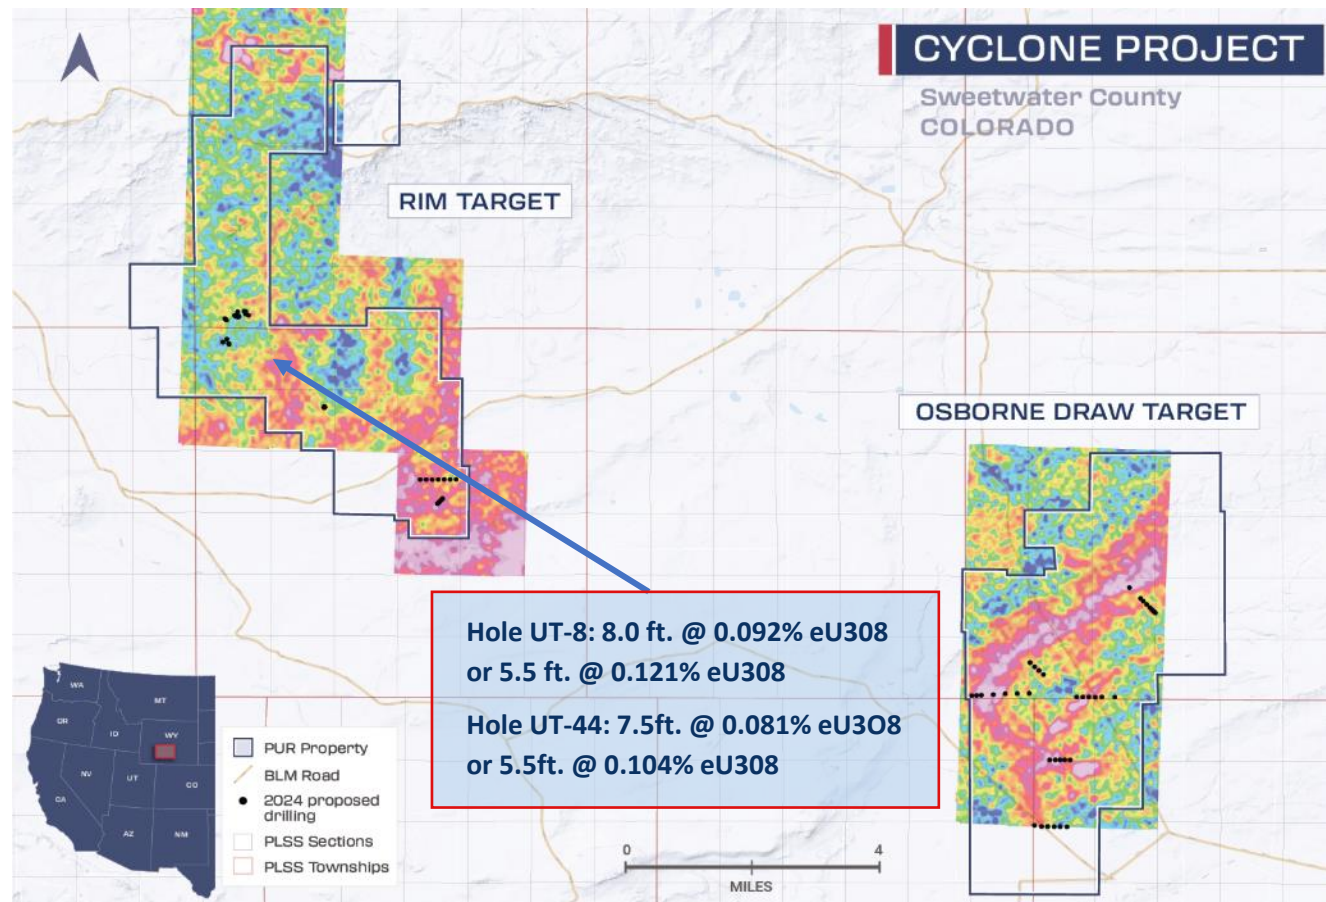 CYCLONE PROJECT
Sweetwater County
COLORADO
RIM TARGET
OSBORNE DRAW TARGET
Hole UT-8: 8.0 ft. @ 0.092% eU308
or 5.5 ft. @ 0.121% eU308
Hole UT-44: 7.5ft. @ 0.081% eU3O8
or 5.5ft. @ 0.104% eU308
WA
MT
OR
ID
WY
NV
UT
CO
CA
AZ
NM
PUR Property
BLM Road
2024 proposed
drilling
PLSS Sections
PLSS Townships
0
4
MILES